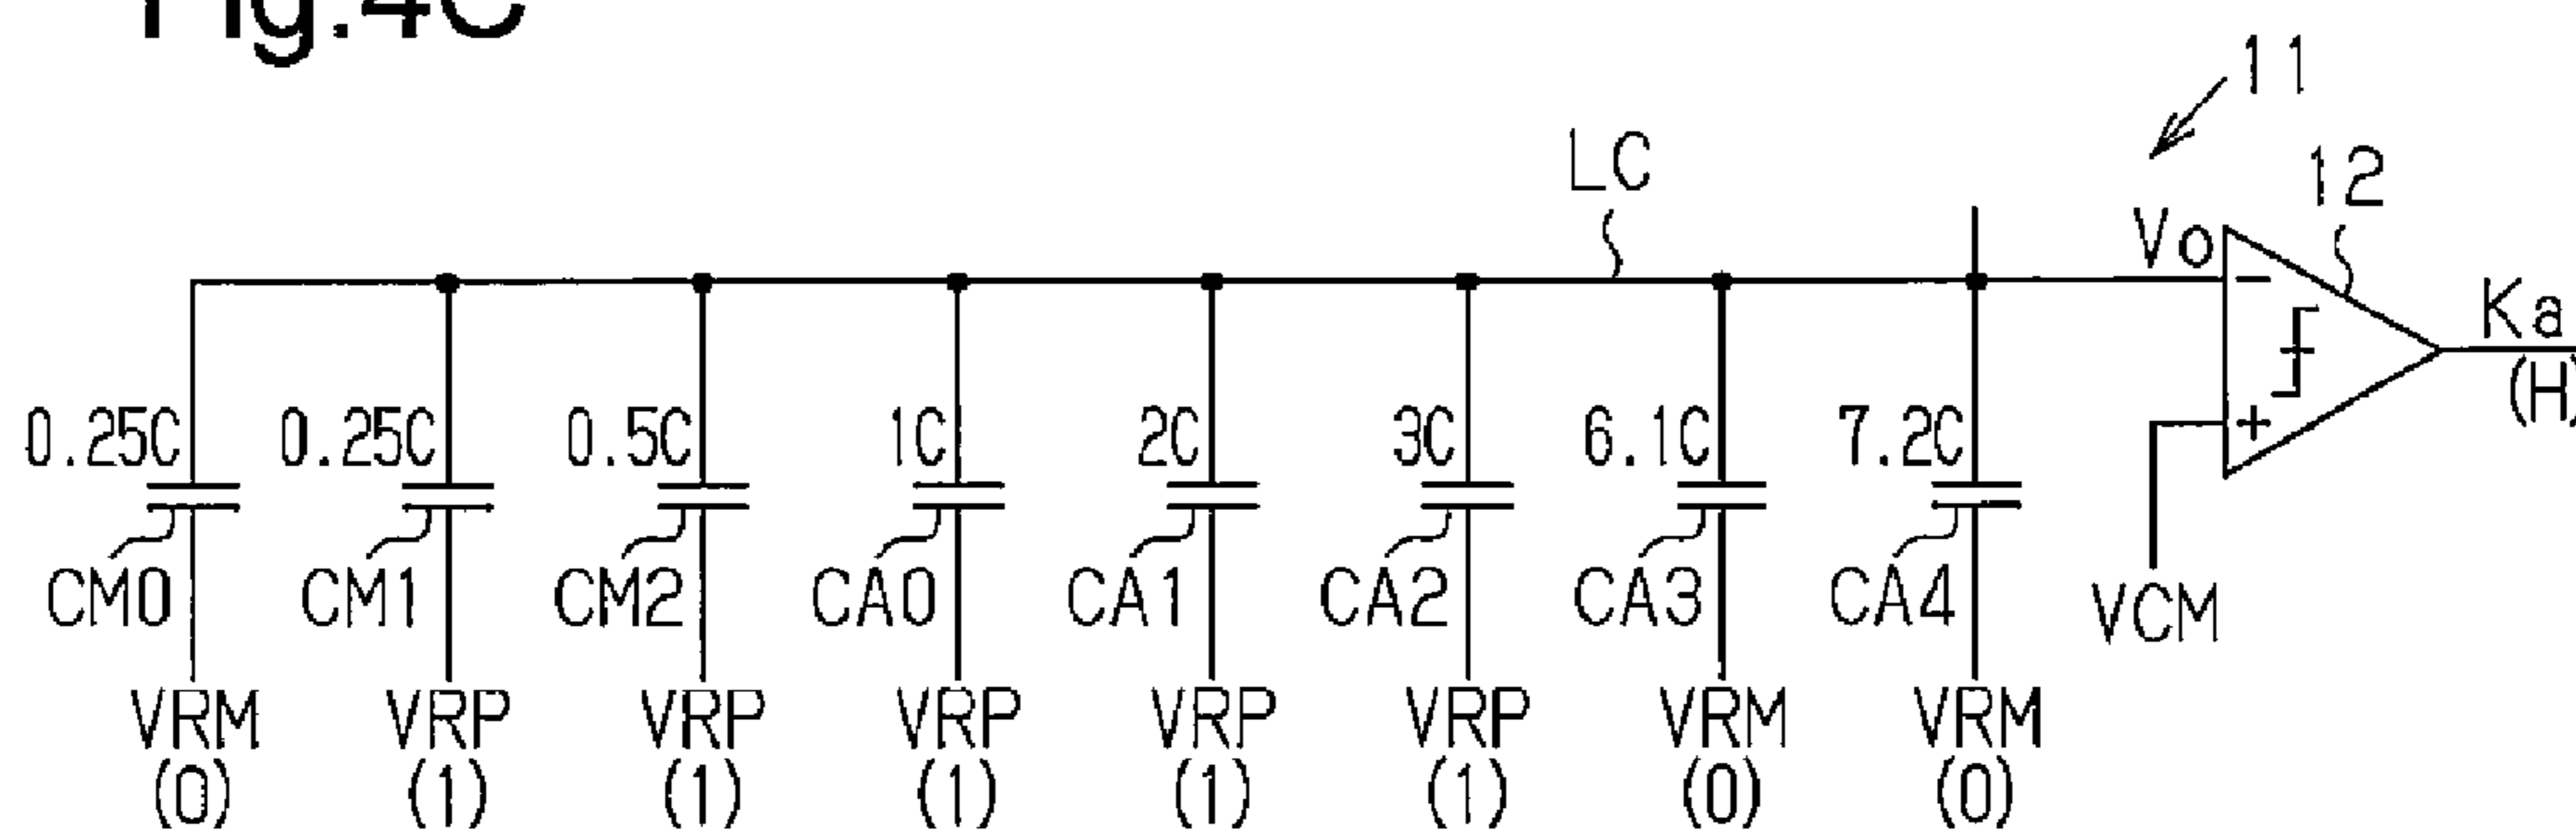 Fig.4C
11
LC
12
Vo
Ka
(H)
−
+
0.25C 0.25C 0.5C 1C 2C 3C 6.1C 7.2C
CM0 CM1 CM2 CA0 CA1 CA2 CA3 CA4 VCM
VRM VRP VRP VRP VRP VRP VRM VRM
(0) (1) (1) (1) (1) (1) (0) (0)